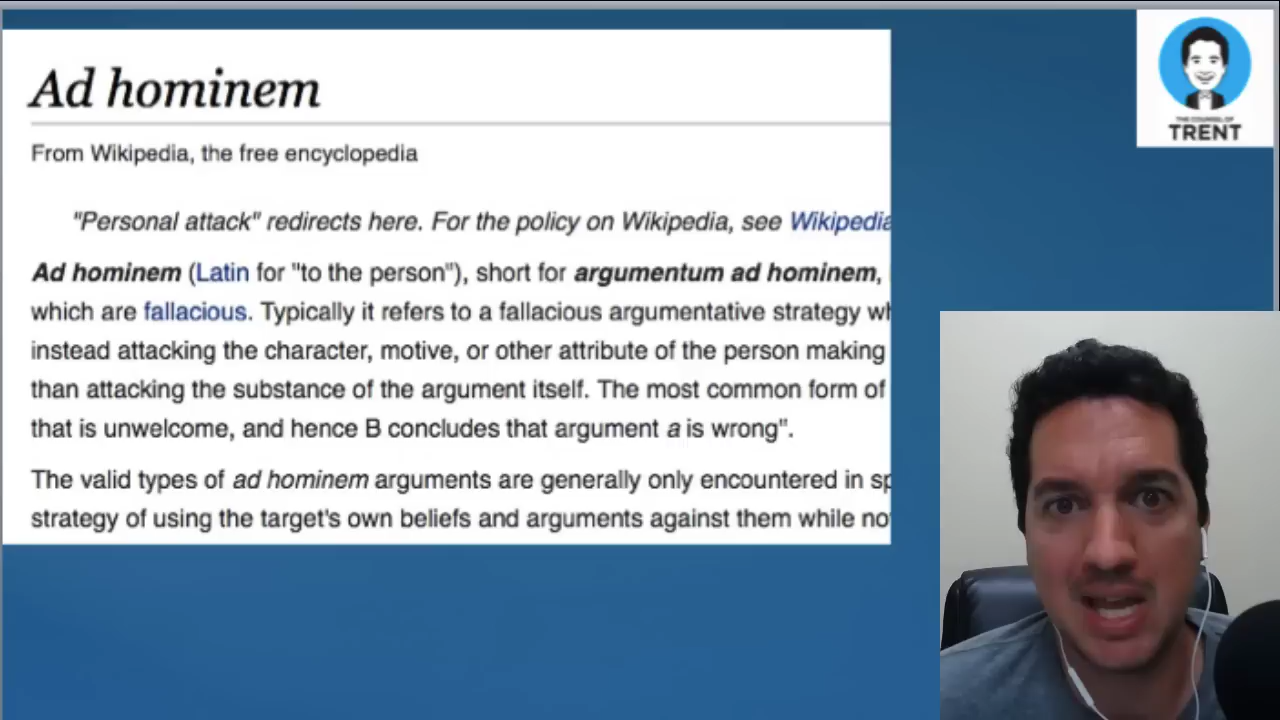 Ad hominem
From Wikipedia, the free encyclopedia
"Personal attack" redirects here. For the policy on Wikipedia, see Wikipedia
Ad hominem (Latin for "to the person"), short for argumentum ad hominem,
which are fallacious. Typically it refers to a fallacious argumentative strategy wh
instead attacking the character, motive, or other attribute of the person making
than attacking the substance of the argument itself. The most common form of
that is unwelcome, and hence B concludes that argument a is wrong".
The valid types of ad hominem arguments are generally only encountered in sp
strategy of using the target's own beliefs and arguments against them while no
THE COUNSEL OF
TRENT